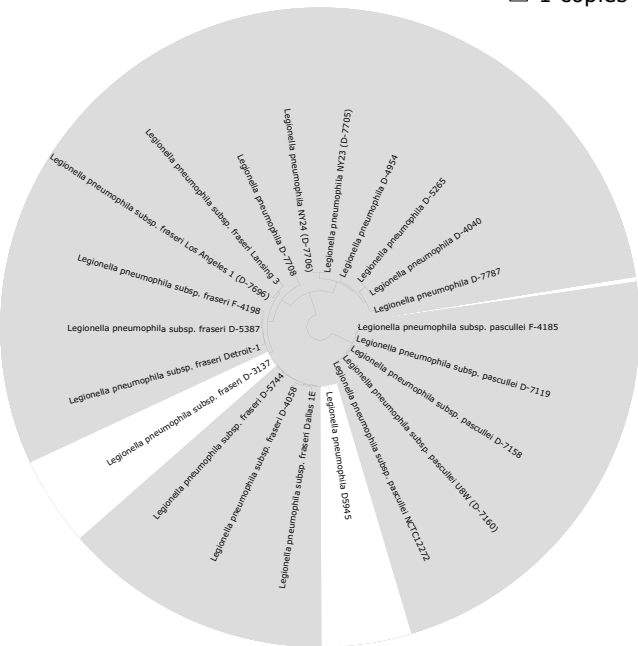 1 copies
Legionella pneumophila NY23 (D-7705)
Legionella pneumophila D-4954
Legionella pneumophila D-5265
Legionella pneumophila D-4040
Legionella pneumophila D-7787
Legionella pneumophila subsp. pascullei F-4185
Legionella pneumophila subsp. pascullei D-7119
Legionella pneumophila subsp. pascullei D-7158
Legionella pneumophila subsp. pascullei U8W (D-7160)
Legionella pneumophila subsp. pascullei NCTC12272
Legionella pneumophila D5945
Legionella pneumophila subsp. fraseri Dallas 1E
Legionella pneumophila subsp. fraseri D-4058
Legionella pneumophila subsp. fraseri D-5744
Legionella pneumophila subsp. fraseri D-3137
Legionella pneumophila subsp. fraseri Detroit-1
Legionella pneumophila subsp. fraseri D-5387
Legionella pneumophila subsp. fraseri F-4198
Legionella pneumophila subsp. fraseri Los Angeles 1 (D-7696)
Legionella pneumophila subsp. fraseri Lansing 3
Legionella pneumophila D-7708
Legionella pneumophila NY24 (D-7706)